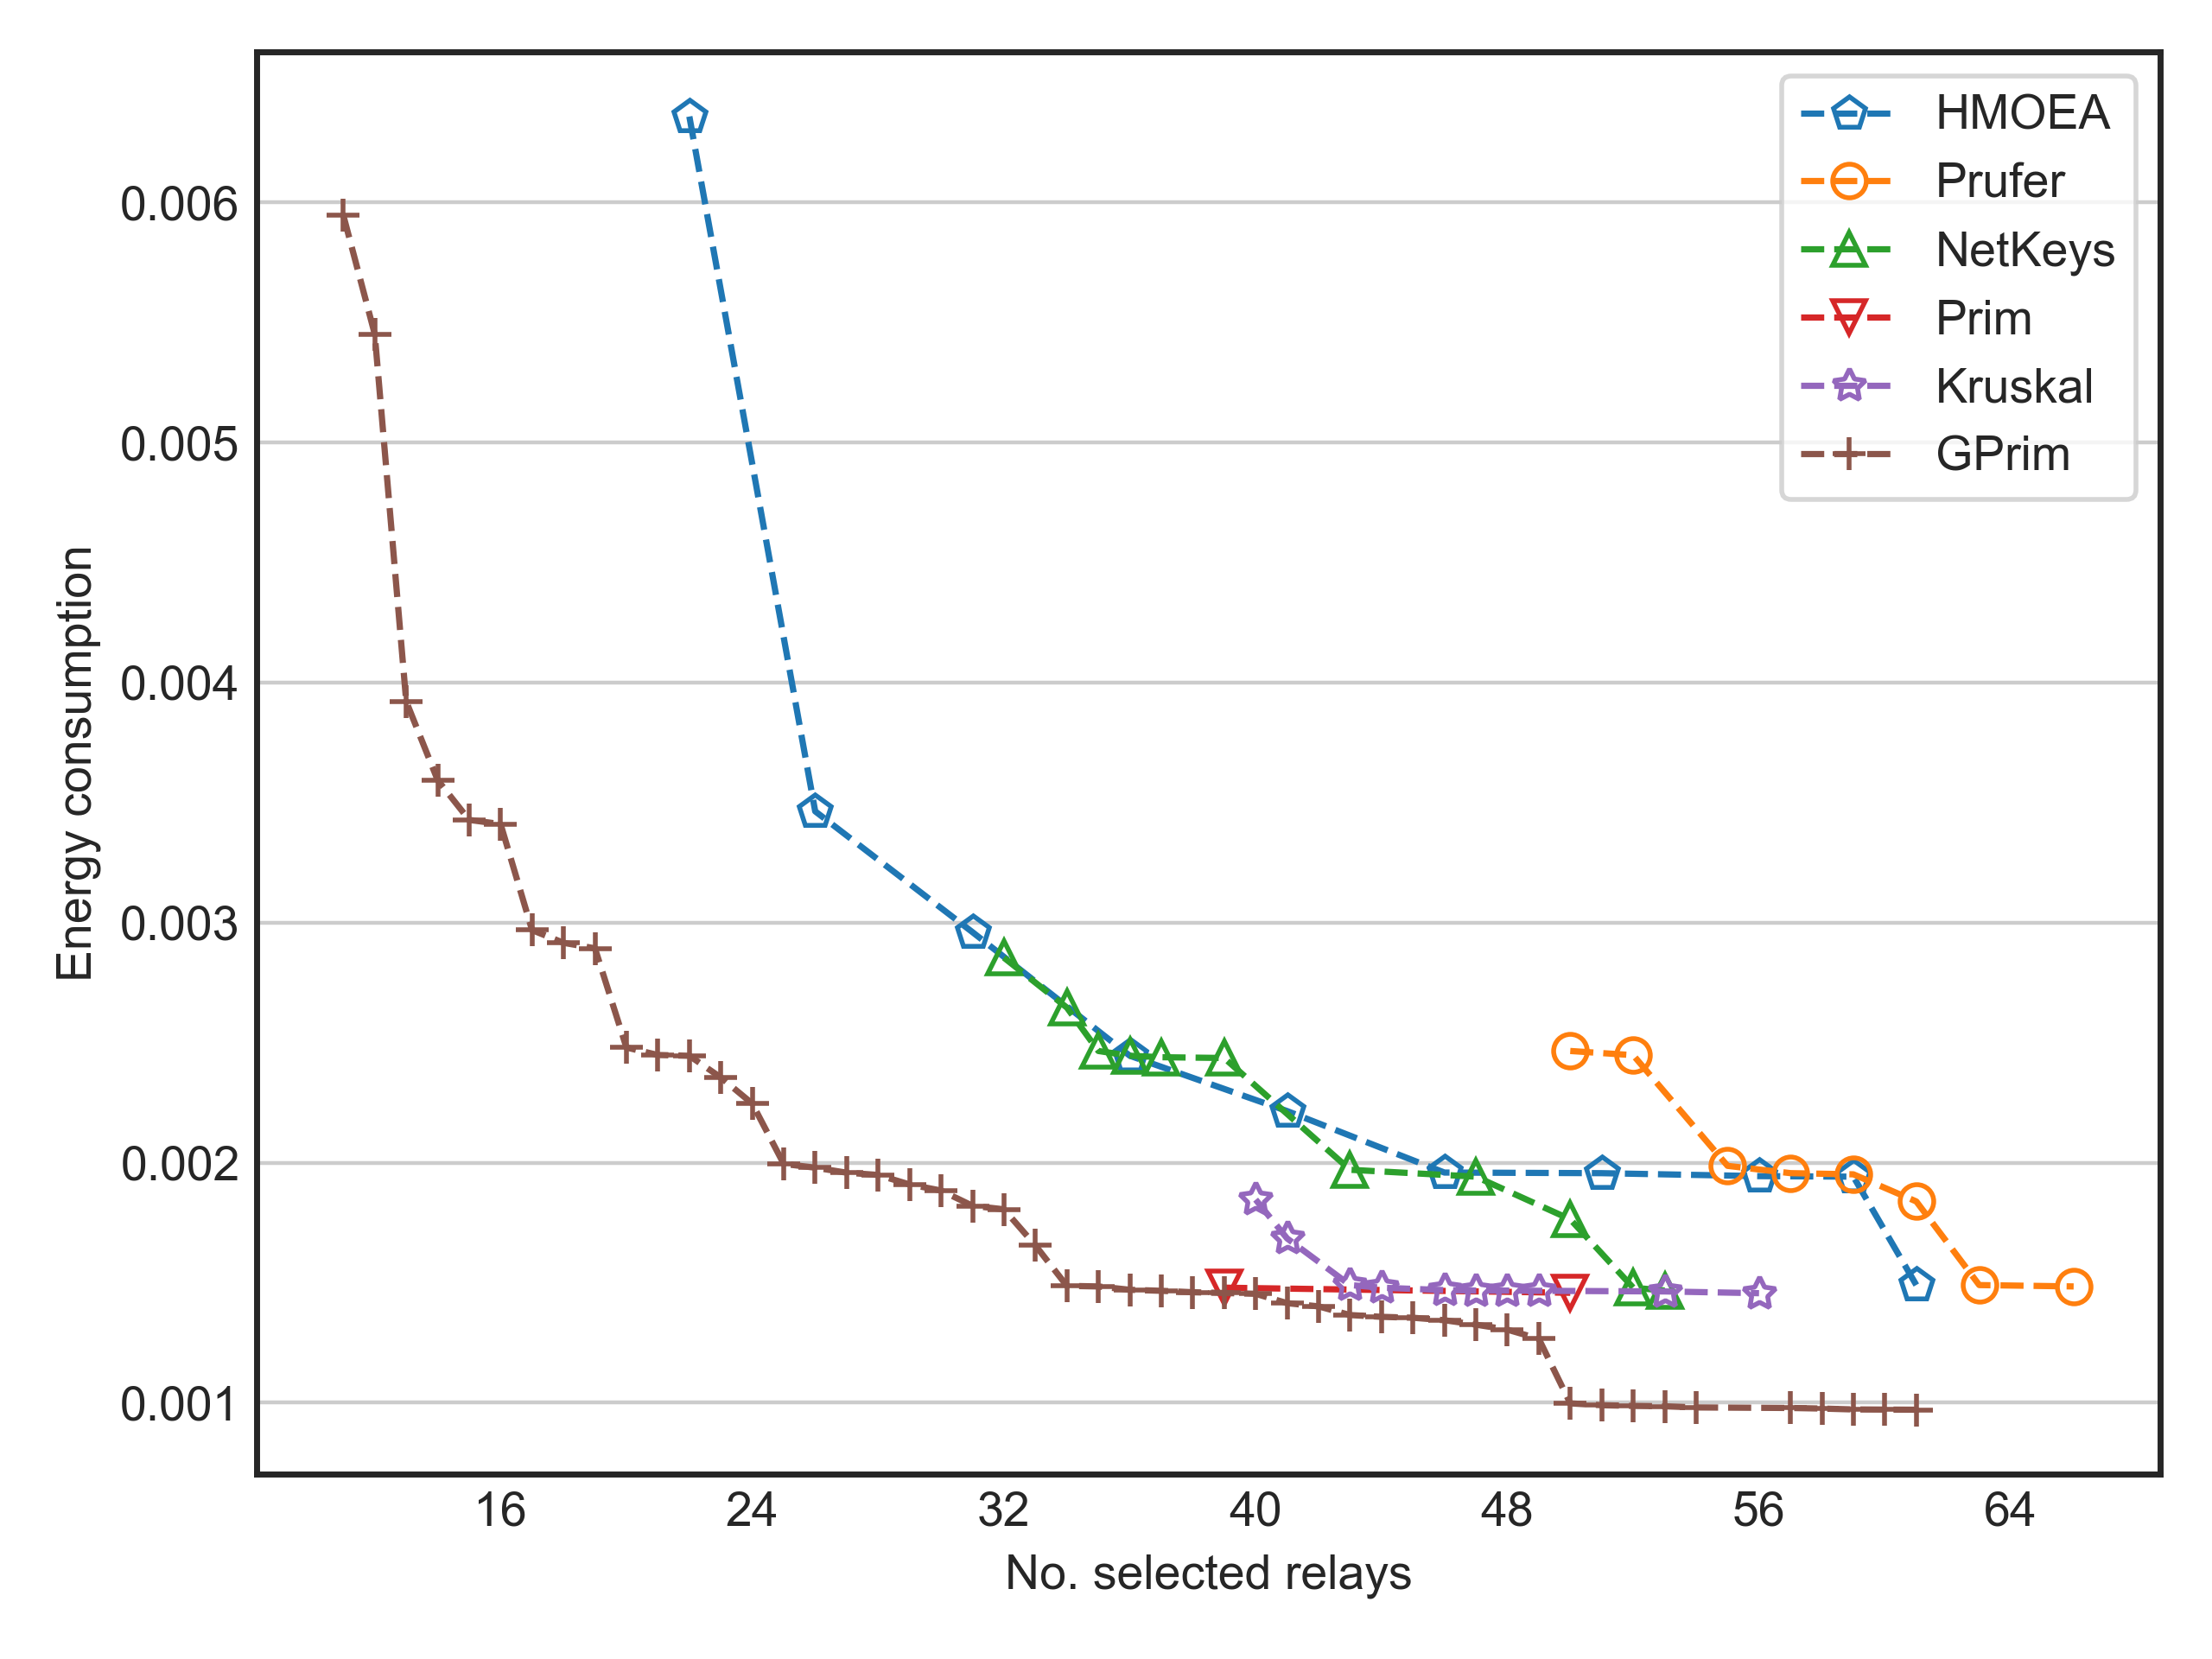 HMOEA
Prufer
NetKeys
Prim
Kruskal
GPrim
Energy consumption
0.006
0.005
0.004
0.003
0.002
0.001
16 24 32 40 48 56 64
No. selected relays